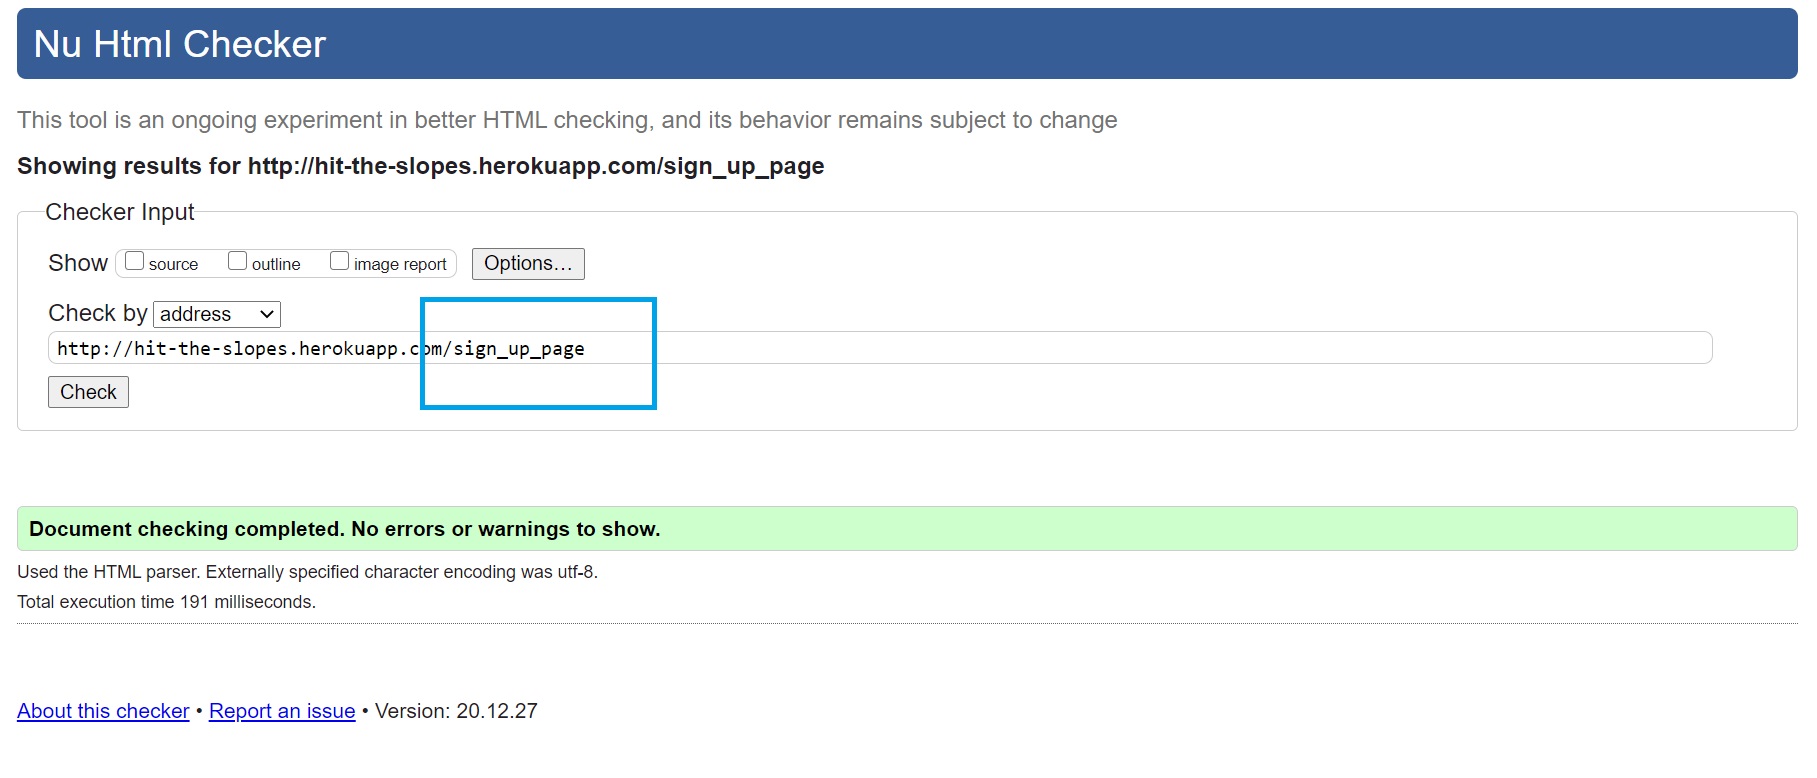 Nu Html Checker
This tool is an ongoing experiment in better HTML checking, and its behavior remains subject to change
Showing results for http://hit-the-slopes.herokuapp.com/sign_up_page
Checker Input
Show source outline image report Options…
Check by address
http://hit-the-slopes.herokuapp.com/sign_up_page
Check
Document checking completed. No errors or warnings to show.
Used the HTML parser. Externally specified character encoding was utf-8.
Total execution time 191 milliseconds.
About this checker • Report an issue • Version: 20.12.27